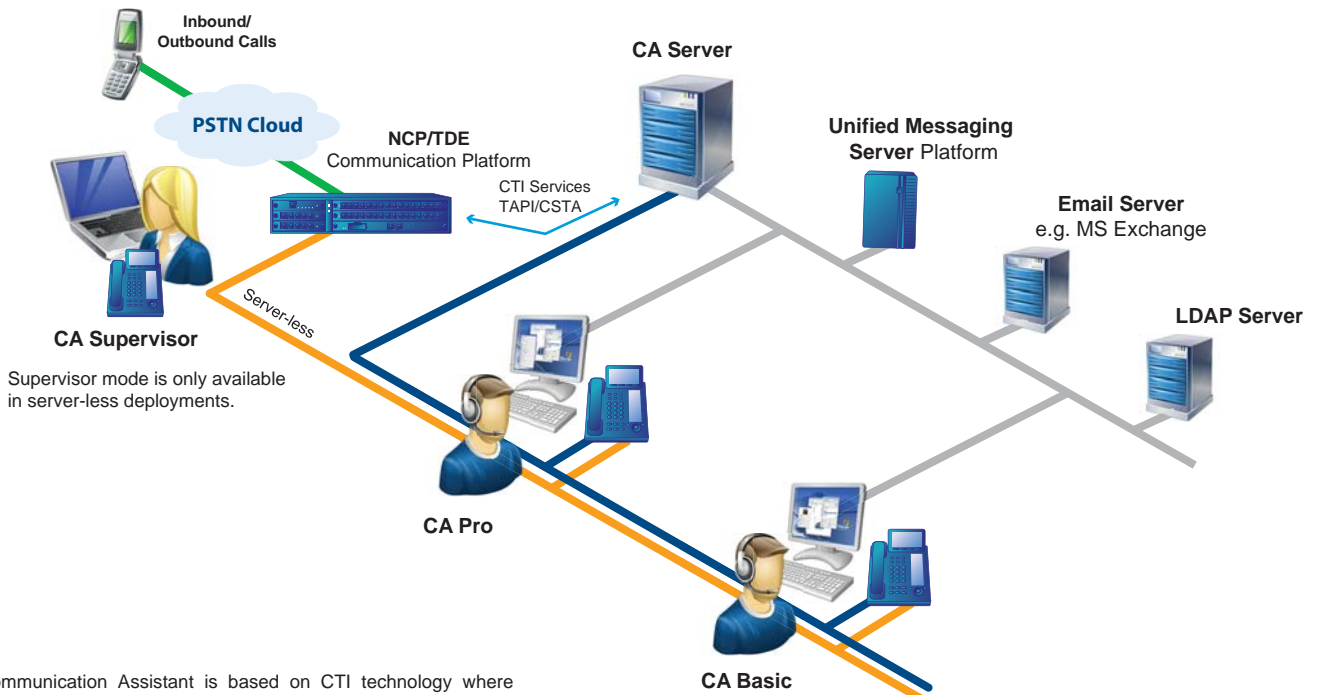 Inbound/
Outbound Calls
CA Server
PSTN Cloud
NCP/TDE
Communication Platform
Unified Messaging
Server Platform
CTI Services
TAPI/CSTA
Email Server
e.g. MS Exchange
Server-less
LDAP Server
CA Supervisor
Supervisor mode is only available
in server-less deployments.
CA Pro
CA Basic
mmunication Assistant is based on CTI technology where